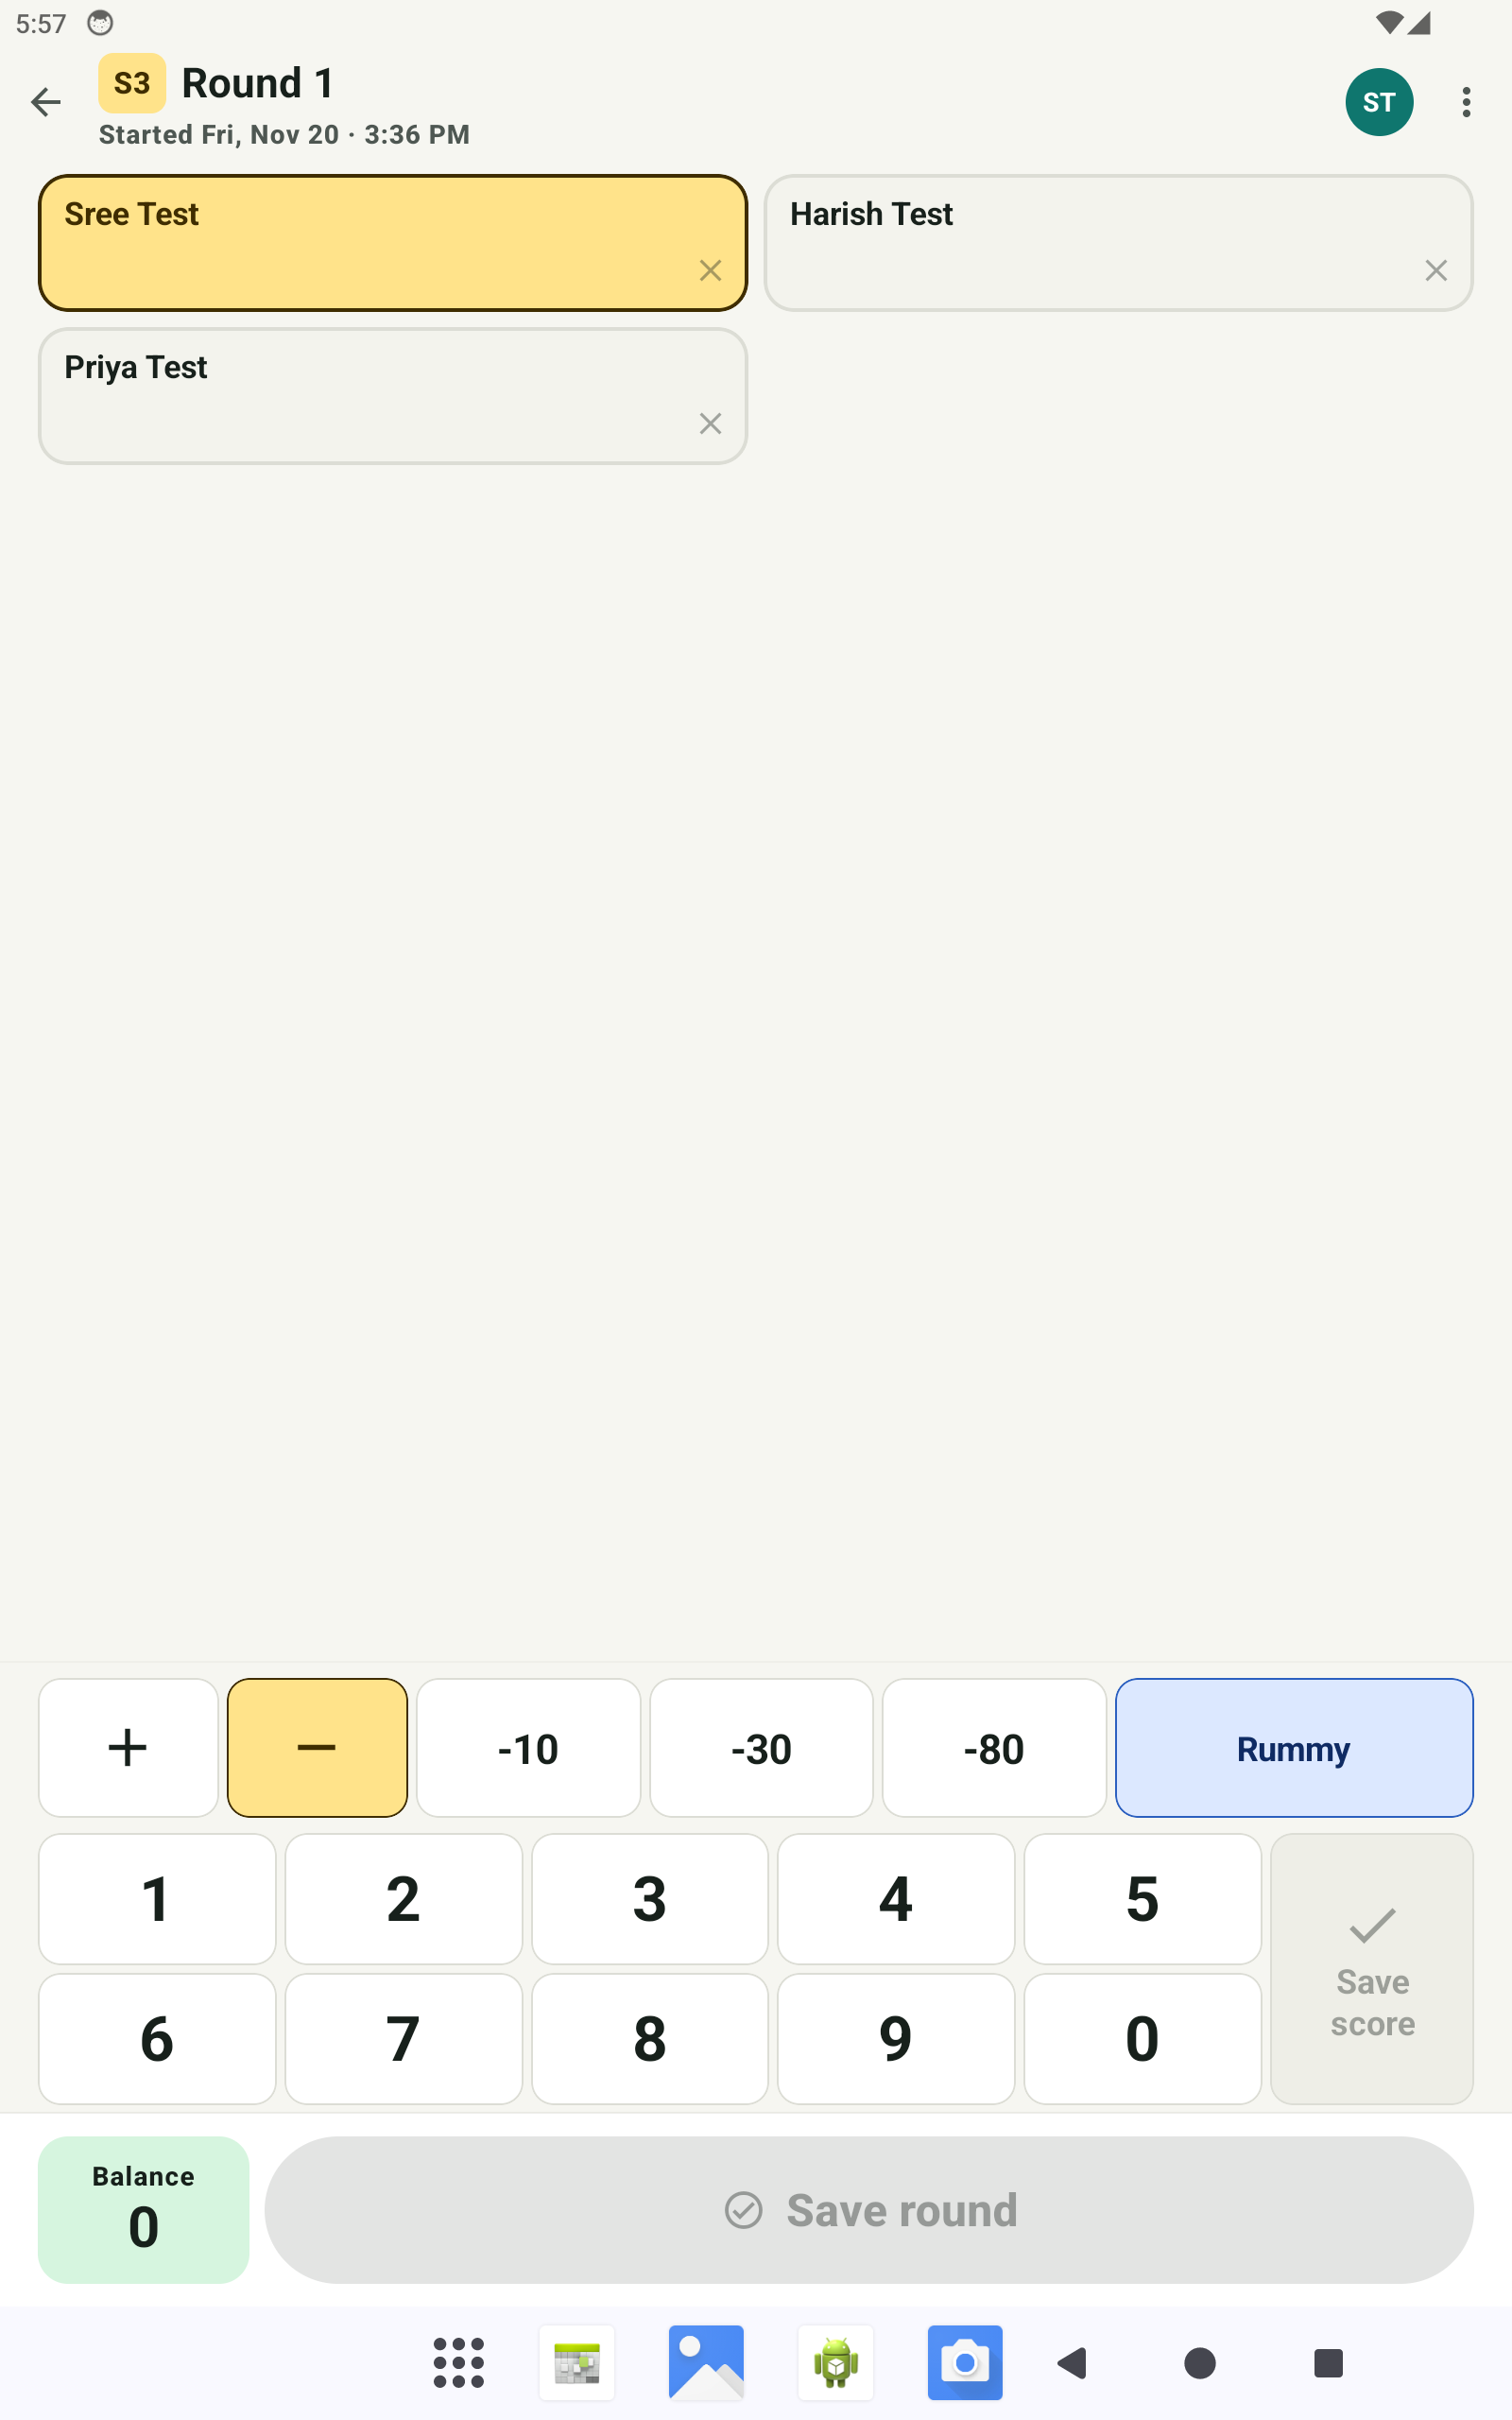 5:57
S3 Round 1
Started Fri, Nov 20 · 3:36 PM
ST
Sree Test
Harish Test
Priya Test
+ − -10 -30 -80 Rummy
1 2 3 4 5
Save
score
6 7 8 9 0
Balance
0
Save round